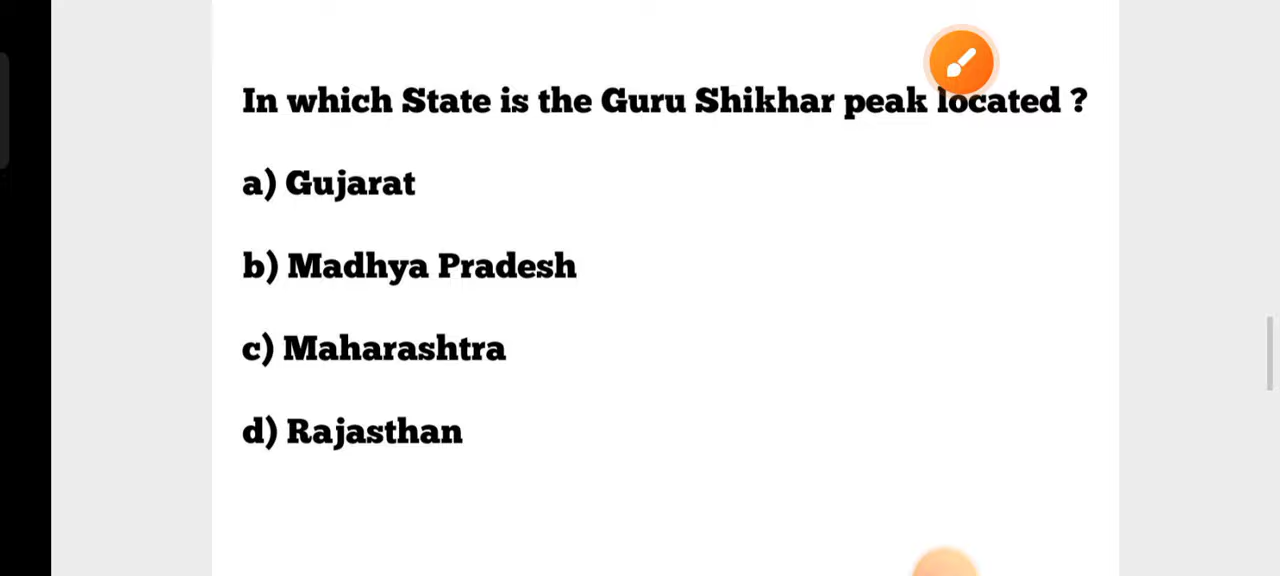 In which State is the Guru Shikhar peak located ?
a) Gujarat
b) Madhya Pradesh
c) Maharashtra
d) Rajasthan